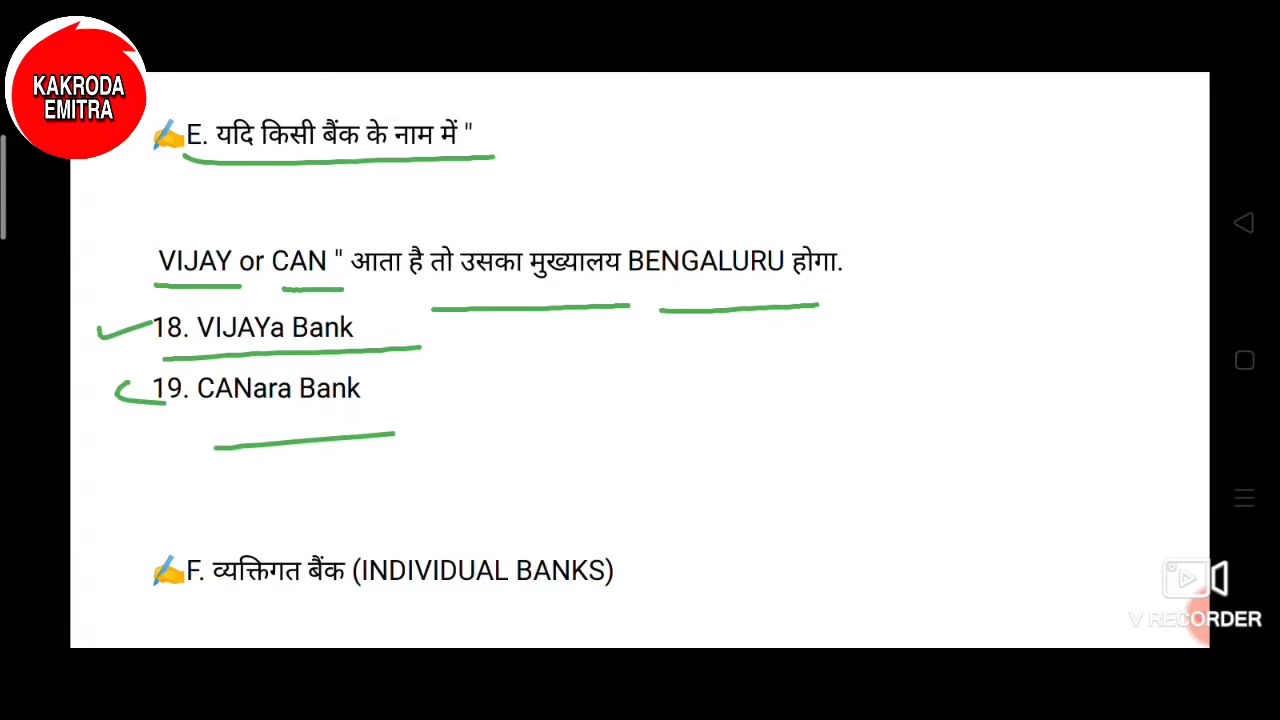 KAKRODA
EMITRA
✍E. यदि किसी बैंक के नाम में "
VIJAY or CAN " आता है तो उसका मुख्यालय BENGALURU होगा.
18. VIJAYa Bank
19. CANara Bank
✍F. व्यक्तिगत बैंक (INDIVIDUAL BANKS)
V RECORDER